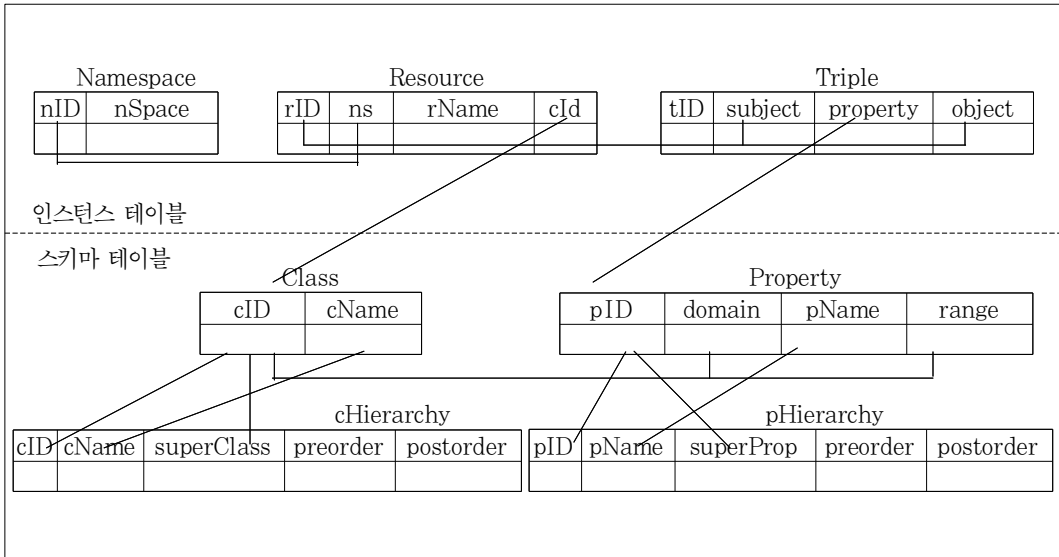 Namespace Resource Triple
nID nSpace rID ns rName cId tID subject property object
인스턴스 테이블
스키마 테이블
Class Property
cID cName pID domain pName range
cHierarchy pHierarchy
cID cName superClass preorder postorder pID pName superProp preorder postorder